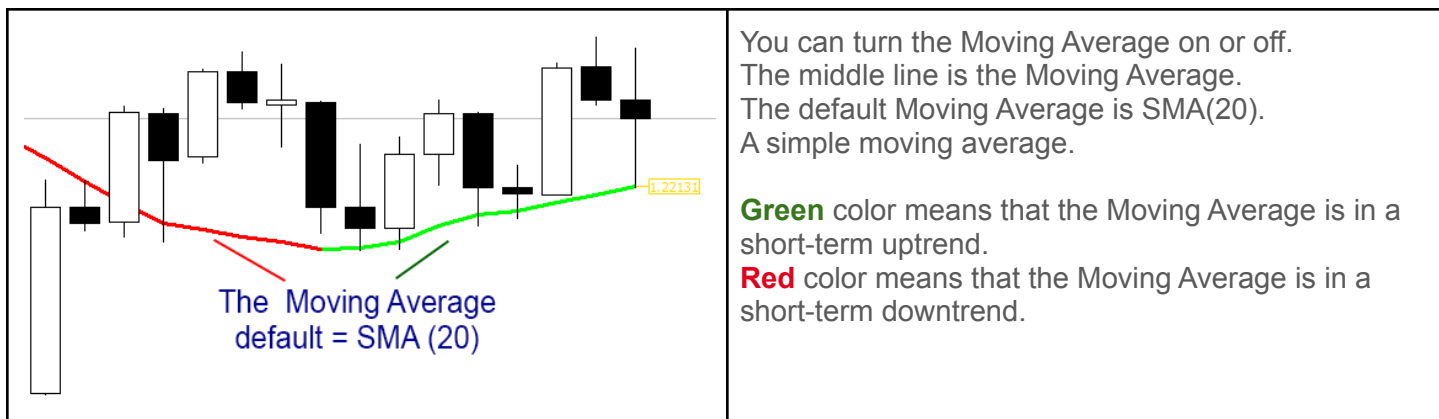 1.22131
The Moving Average
default = SMA (20)
You can turn the Moving Average on or off.
The middle line is the Moving Average.
The default Moving Average is SMA(20).
A simple moving average.
Green color means that the Moving Average is in a
short-term uptrend.
Red color means that the Moving Average is in a
short-term downtrend.